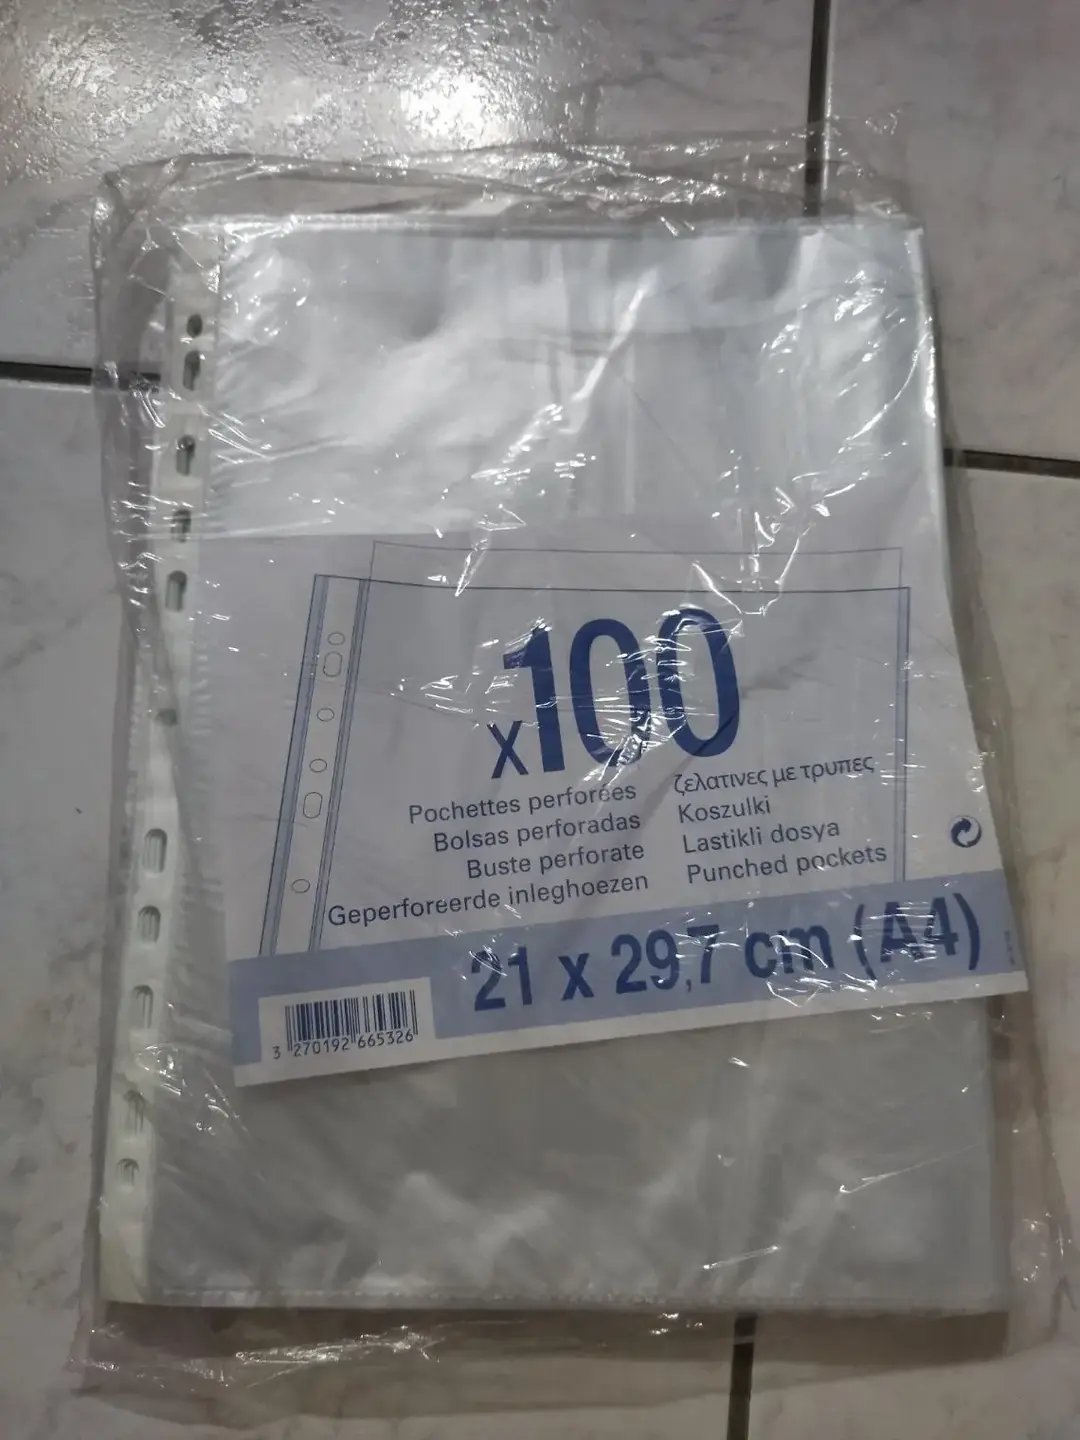 x100
Pochettes perforées
Bolsas perforadas
Buste perforate
Geperforeerde inleghoezen
ζελατινες με τρυπες
Koszulki
Lastikli dosya
Punched pockets
21 x 29,7 cm (A4)
3 270192 665326